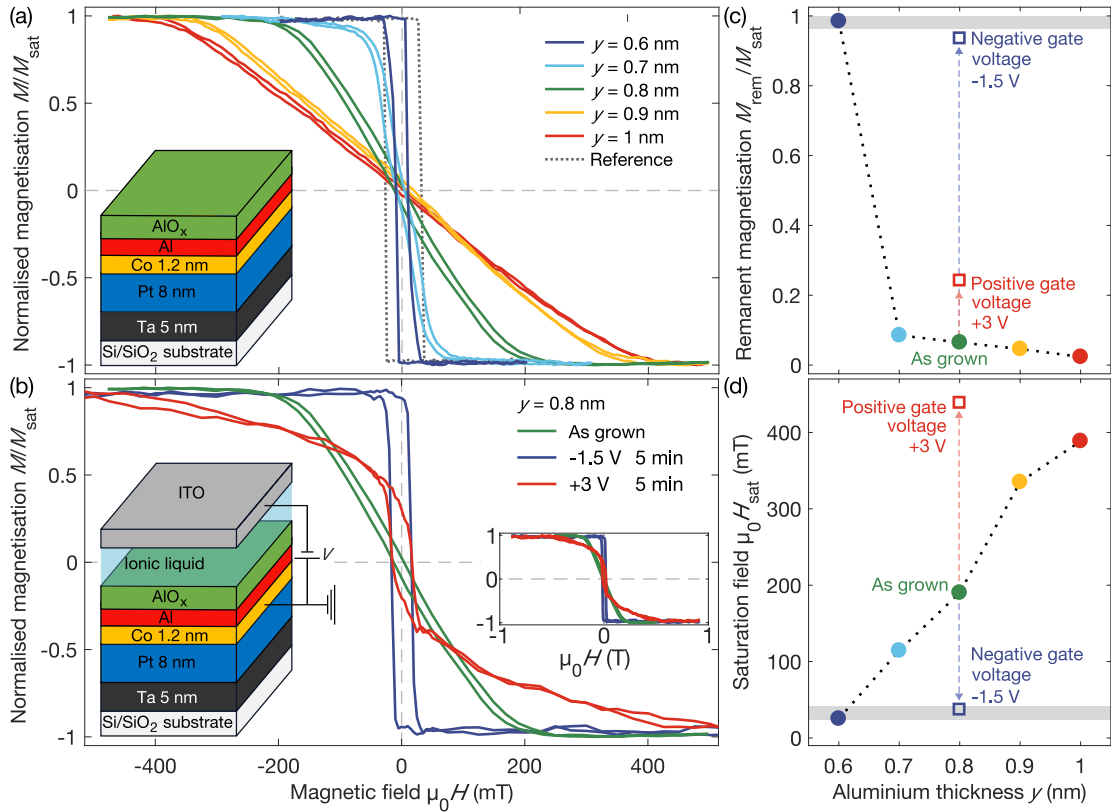 (a)
Normalised magnetisation M/M_sat
1
0.5
0
-0.5
-1
y = 0.6 nm
y = 0.7 nm
y = 0.8 nm
y = 0.9 nm
y = 1 nm
Reference
AlOₓ
Al
Co 1.2 nm
Pt 8 nm
Ta 5 nm
Si/SiO₂ substrate
(b)
Normalised magnetisation M/M_sat
1
0.5
0
-0.5
-1
-400
-200
0
200
400
Magnetic field μ₀H (mT)
y = 0.8 nm
As grown
-1.5 V 5 min
+3 V 5 min
ITO
Ionic liquid
V
AlOₓ
Al
Co 1.2 nm
Pt 8 nm
Ta 5 nm
Si/SiO₂ substrate
1
0
-1
-1
0
1
μ₀H (T)
(c)
Remanent magnetisation M_rem/M_sat
1
0.8
0.6
0.4
0.2
0
Negative gate
voltage
-1.5 V
Positive gate
voltage
+3 V
As grown
(d)
Saturation field μ₀H_sat (mT)
400
300
200
100
0
Positive gate
voltage
+3 V
As grown
Negative gate
voltage
-1.5 V
0.6
0.7
0.8
0.9
1.0
Aluminium thickness y (nm)